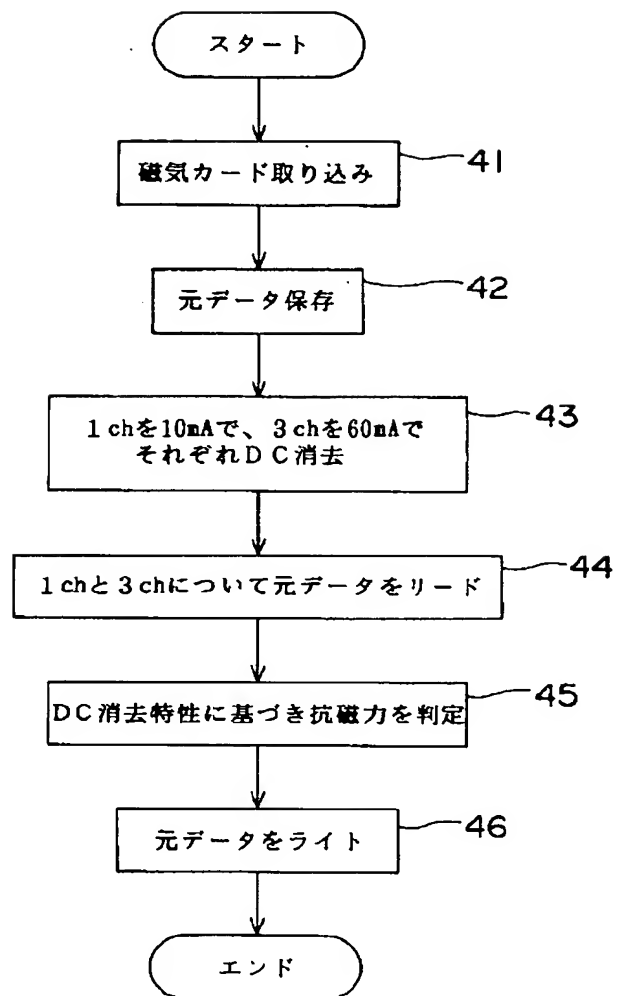 スタート
磁気カード取り込み
41
元データ保存
42
1chを10mAで、3chを60mAで
それぞれDC消去
43
1chと3chについて元データをリード
44
DC消去特性に基づき抗磁力を判定
45
元データをライト
46
エンド